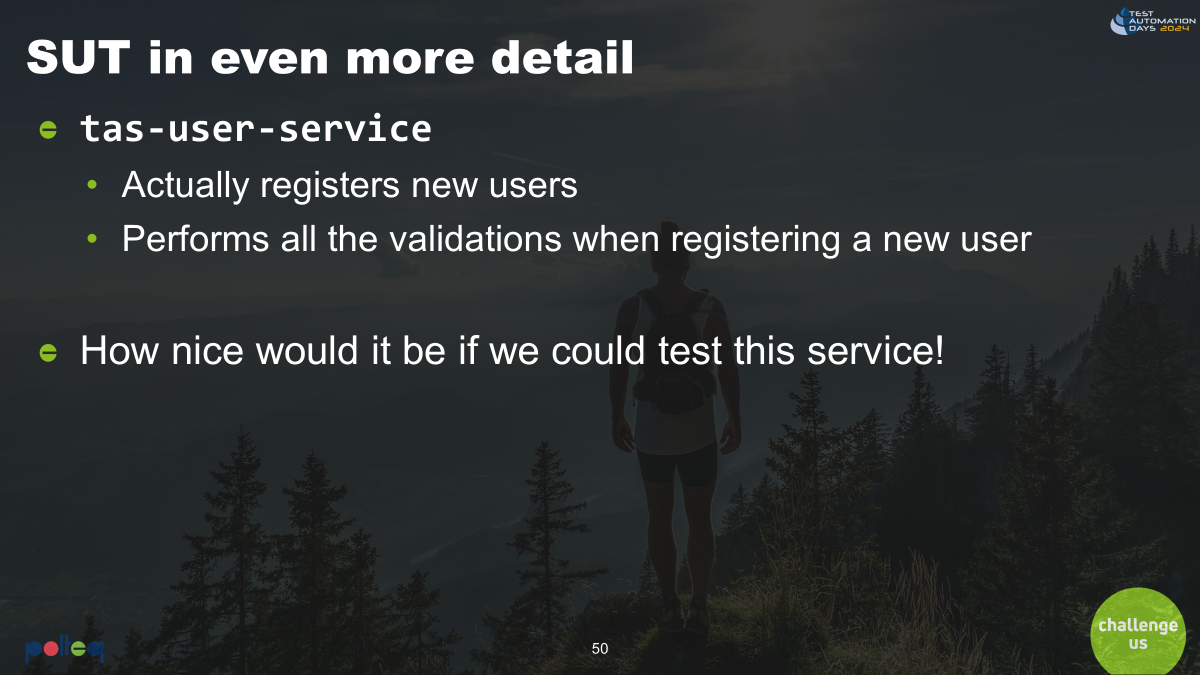 TEST
AUTOMATION
DAYS 2024
SUT in even more detail
tas-user-service
Actually registers new users
Performs all the validations when registering a new user
How nice would it be if we could test this service!
polteq
50
challenge
us